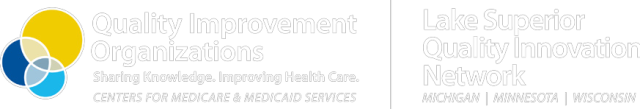 Quality Improvement
Organizations
Sharing Knowledge. Improving Health Care.
CENTERS FOR MEDICARE & MEDICAID SERVICES
Lake Superior
Quality Innovation
Network
MICHIGAN | MINNESOTA | WISCONSIN